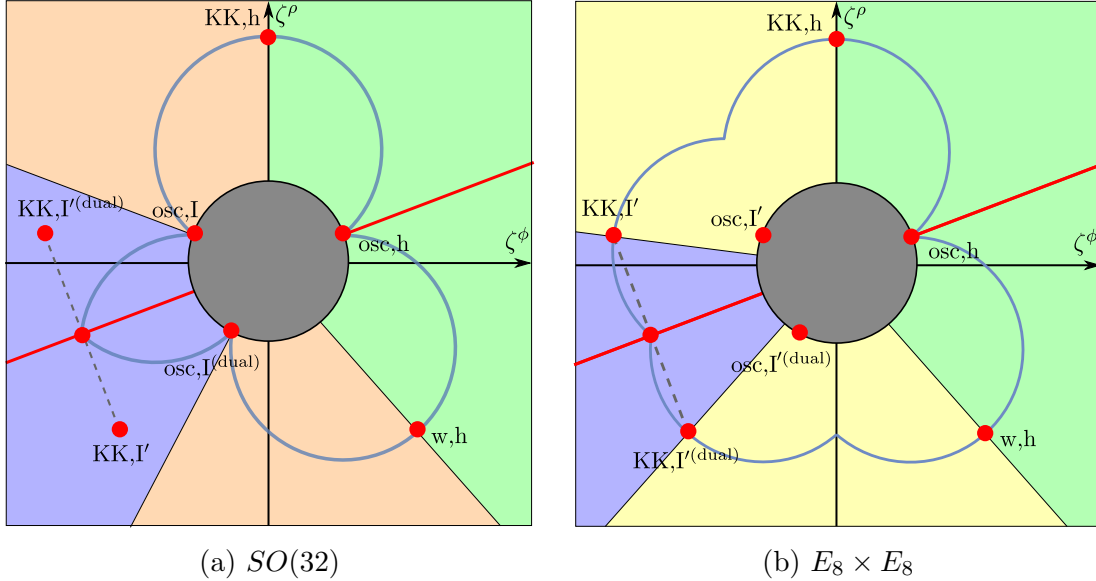 KK,h
ζ^ρ
osc,I
KK,I′^(dual)
osc,h
ζ^ϕ
osc,I^(dual)
KK,I′
w,h
(a) SO(32)
KK,h
ζ^ρ
KK,I′
osc,I′
osc,h
ζ^ϕ
osc,I′^(dual)
KK,I′^(dual)
w,h
(b) E₈ × E₈